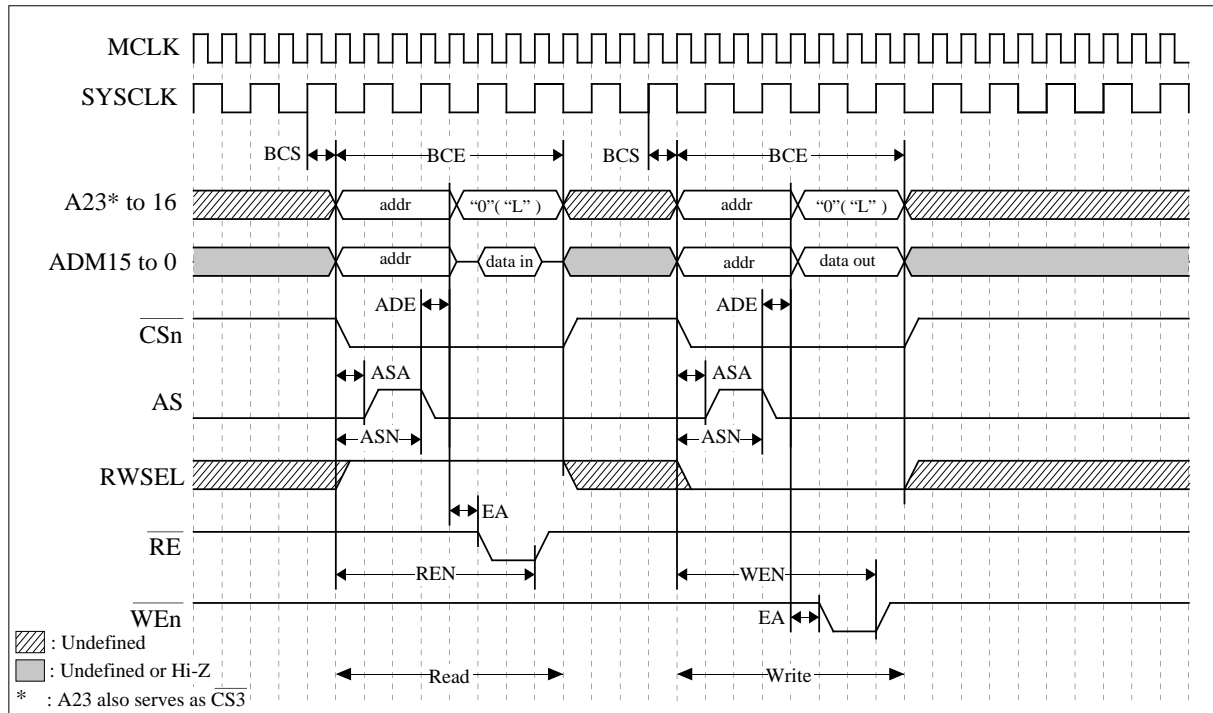 MCLK
SYSCLK
BCS BCE BCS BCE
A23* to 16 addr “0”( “L” ) addr “0”( “L” )
ADM15 to 0 addr data in addr data out
ADE ADE
CSn
ASA ASA
AS
ASN ASN
RWSEL
EA
RE
REN WEN
WEn
EA
: Undefined
: Undefined or Hi-Z
Read Write
* : A23 also serves as CS3